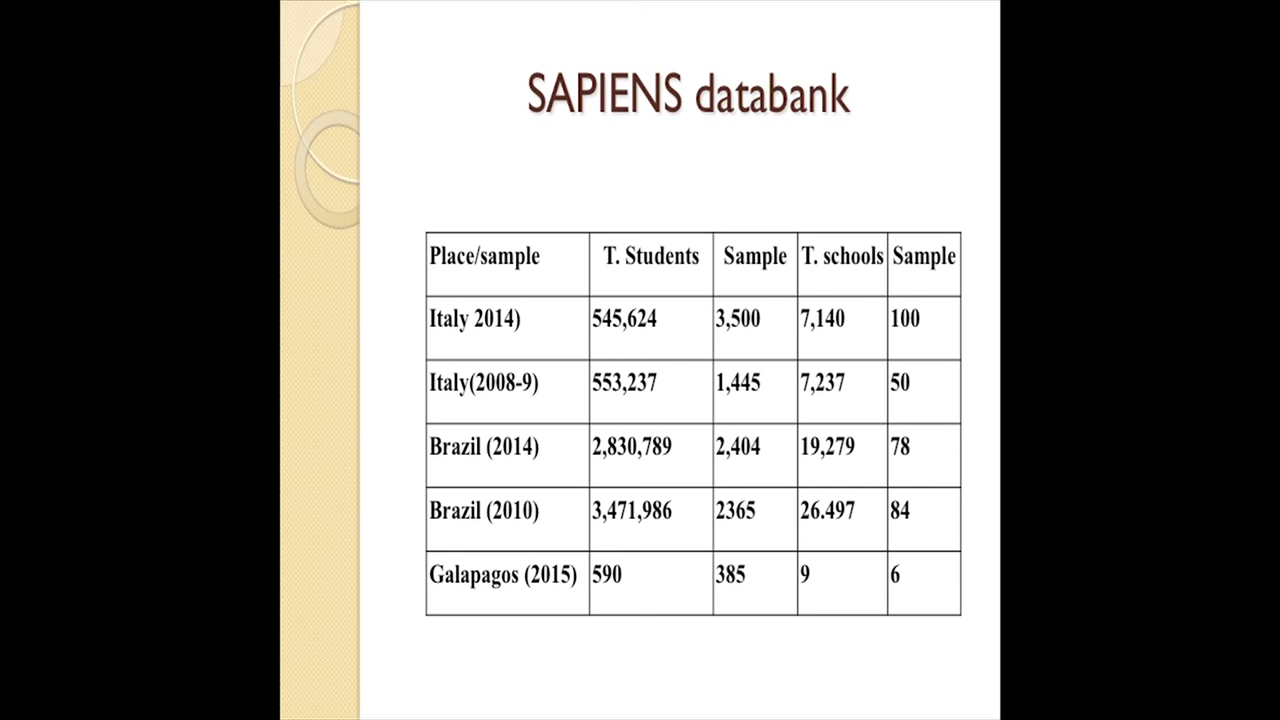 SAPIENS databank
Place/sample T. Students Sample T. schools Sample
Italy 2014) 545,624 3,500 7,140 100
Italy(2008-9) 553,237 1,445 7,237 50
Brazil (2014) 2,830,789 2,404 19,279 78
Brazil (2010) 3,471,986 2365 26.497 84
Galapagos (2015) 590 385 9 6